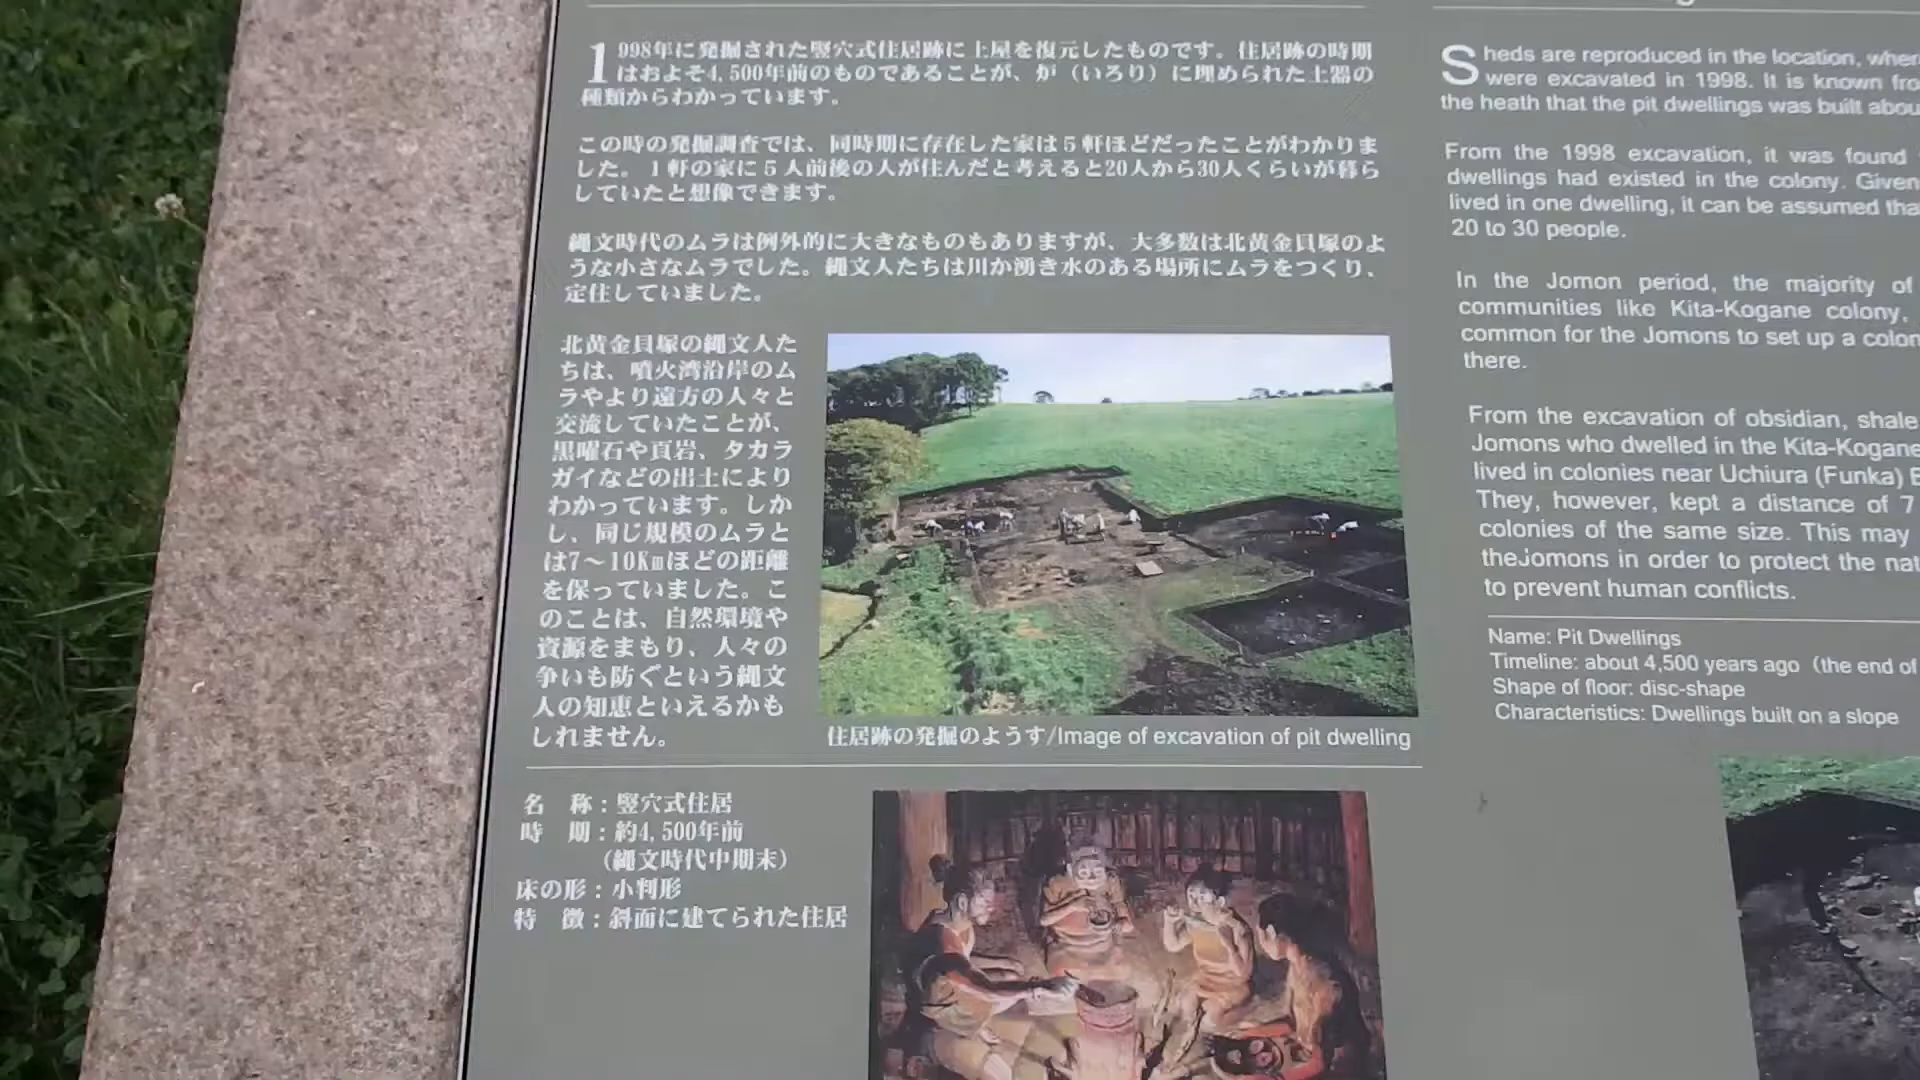 1998年に発掘された竪穴式住居跡に上屋を復元したものです。住居跡の時期
はおよそ4,500年前のものであることが、炉（いろり）に埋められた土器の
種類からわかっています。
この時の発掘調査では、同時期に存在した家は5軒ほどだったことがわかりま
した。1軒の家に5人前後の人が住んだと考えると20人から30人くらいが暮ら
していたと想像できます。
縄文時代のムラは例外的に大きなものもありますが、大多数は北黄金貝塚のよ
うな小さなムラでした。縄文人たちは川か湧き水のある場所にムラをつくり、
定住していました。
北黄金貝塚の縄文人た
ちは、噴火湾沿岸のム
ラやより遠方の人々と
交流していたことが、
黒曜石や頁岩、タカラ
ガイなどの出土により
わかっています。しか
し、同じ規模のムラと
は7～10Kmほどの距離
を保っていました。こ
のことは、自然環境や
資源をまもり、人々の
争いも防ぐという縄文
人の知恵といえるかも
しれません。
住居跡の発掘のようす/Image of excavation of pit dwelling
名　称：竪穴式住居
時　期：約4,500年前
（縄文時代中期末）
床の形：小判形
特　徴：斜面に建てられた住居
Sheds are reproduced in the location,
were excavated in 1998. It is known
the heath that the pit dwellings was built
From the 1998 excavation, it was found
dwellings had existed in the colony. Given
lived in one dwelling, it can be assumed
20 to 30 people.
In the Jomon period, the majority of
communities like Kita-Kogane colony,
common for the Jomons to set up a
there.
From the excavation of obsidian, shale
Jomons who dwelled in the Kita-Kogane
lived in colonies near Uchiura (Funka)
They, however, kept a distance of 7
colonies of the same size. This may
theJomons in order to protect the
to prevent human conflicts.
Name: Pit Dwellings
Timeline: about 4,500 years ago (the end of
Shape of floor: disc-shape
Characteristics: Dwellings built on a slope